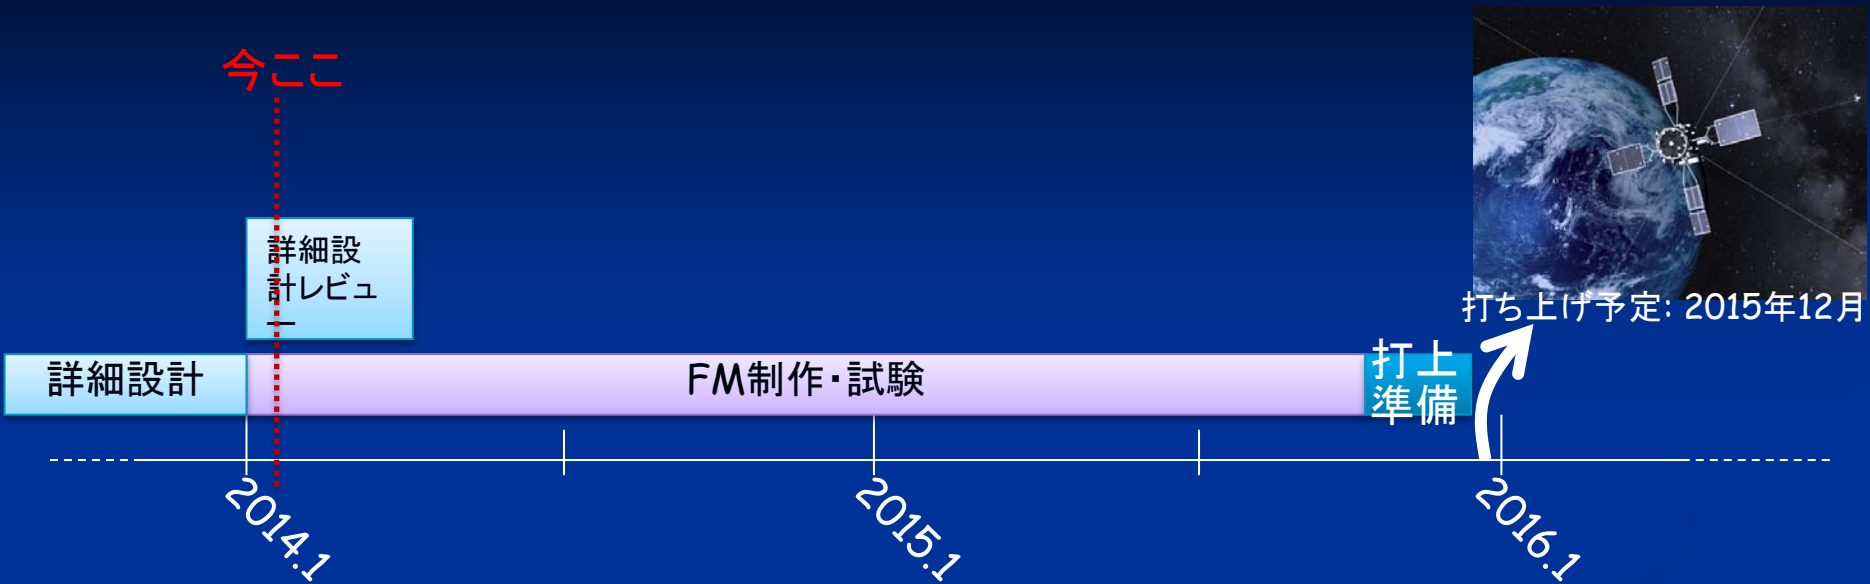 今ここ
打ち上げ予定: 2015年12月
詳細設
計レビュ
ー
詳細設計
FM制作・試験
打上
準備
2014.1
2015.1
2016.1